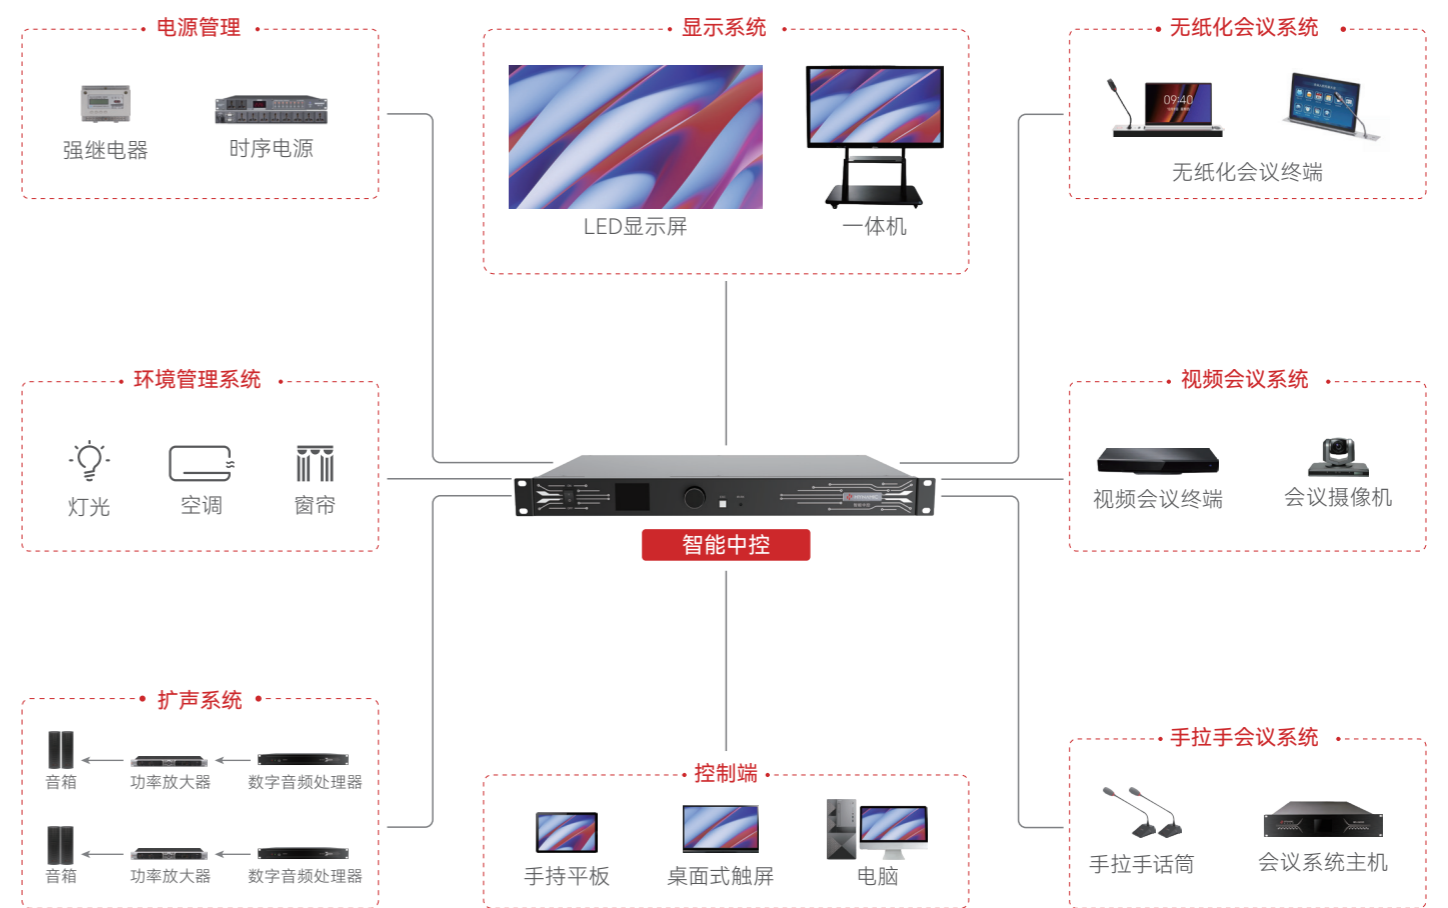 电源管理
强继电器
时序电源
显示系统
LED显示屏
一体机
无纸化会议系统
09:40
无纸化会议终端
环境管理系统
灯光
空调
窗帘
智能中控
视频会议系统
视频会议终端
会议摄像机
扩声系统
音箱
功率放大器
数字音频处理器
音箱
功率放大器
数字音频处理器
控制端
手持平板
桌面式触屏
电脑
手拉手会议系统
手拉手话筒
会议系统主机